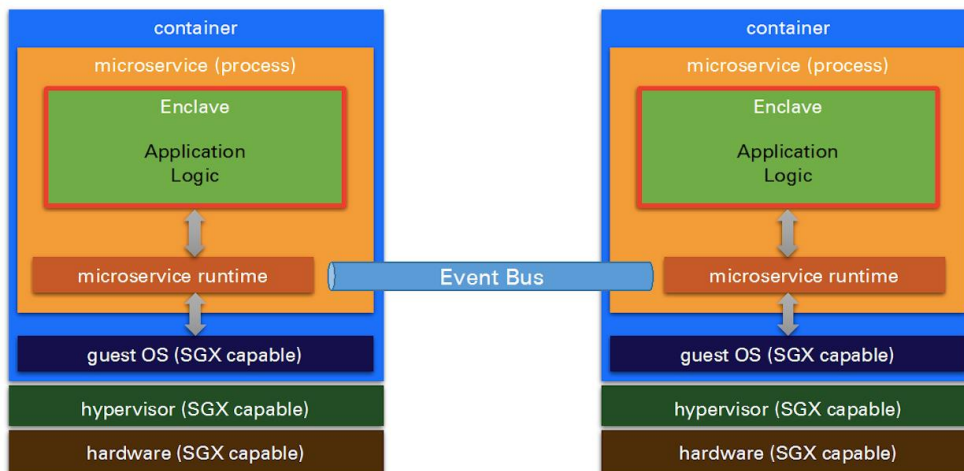 container
microservice (process)
Enclave
Application
Logic
microservice runtime
guest OS (SGX capable)
hypervisor (SGX capable)
hardware (SGX capable)
Event Bus
container
microservice (process)
Enclave
Application
Logic
microservice runtime
guest OS (SGX capable)
hypervisor (SGX capable)
hardware (SGX capable)